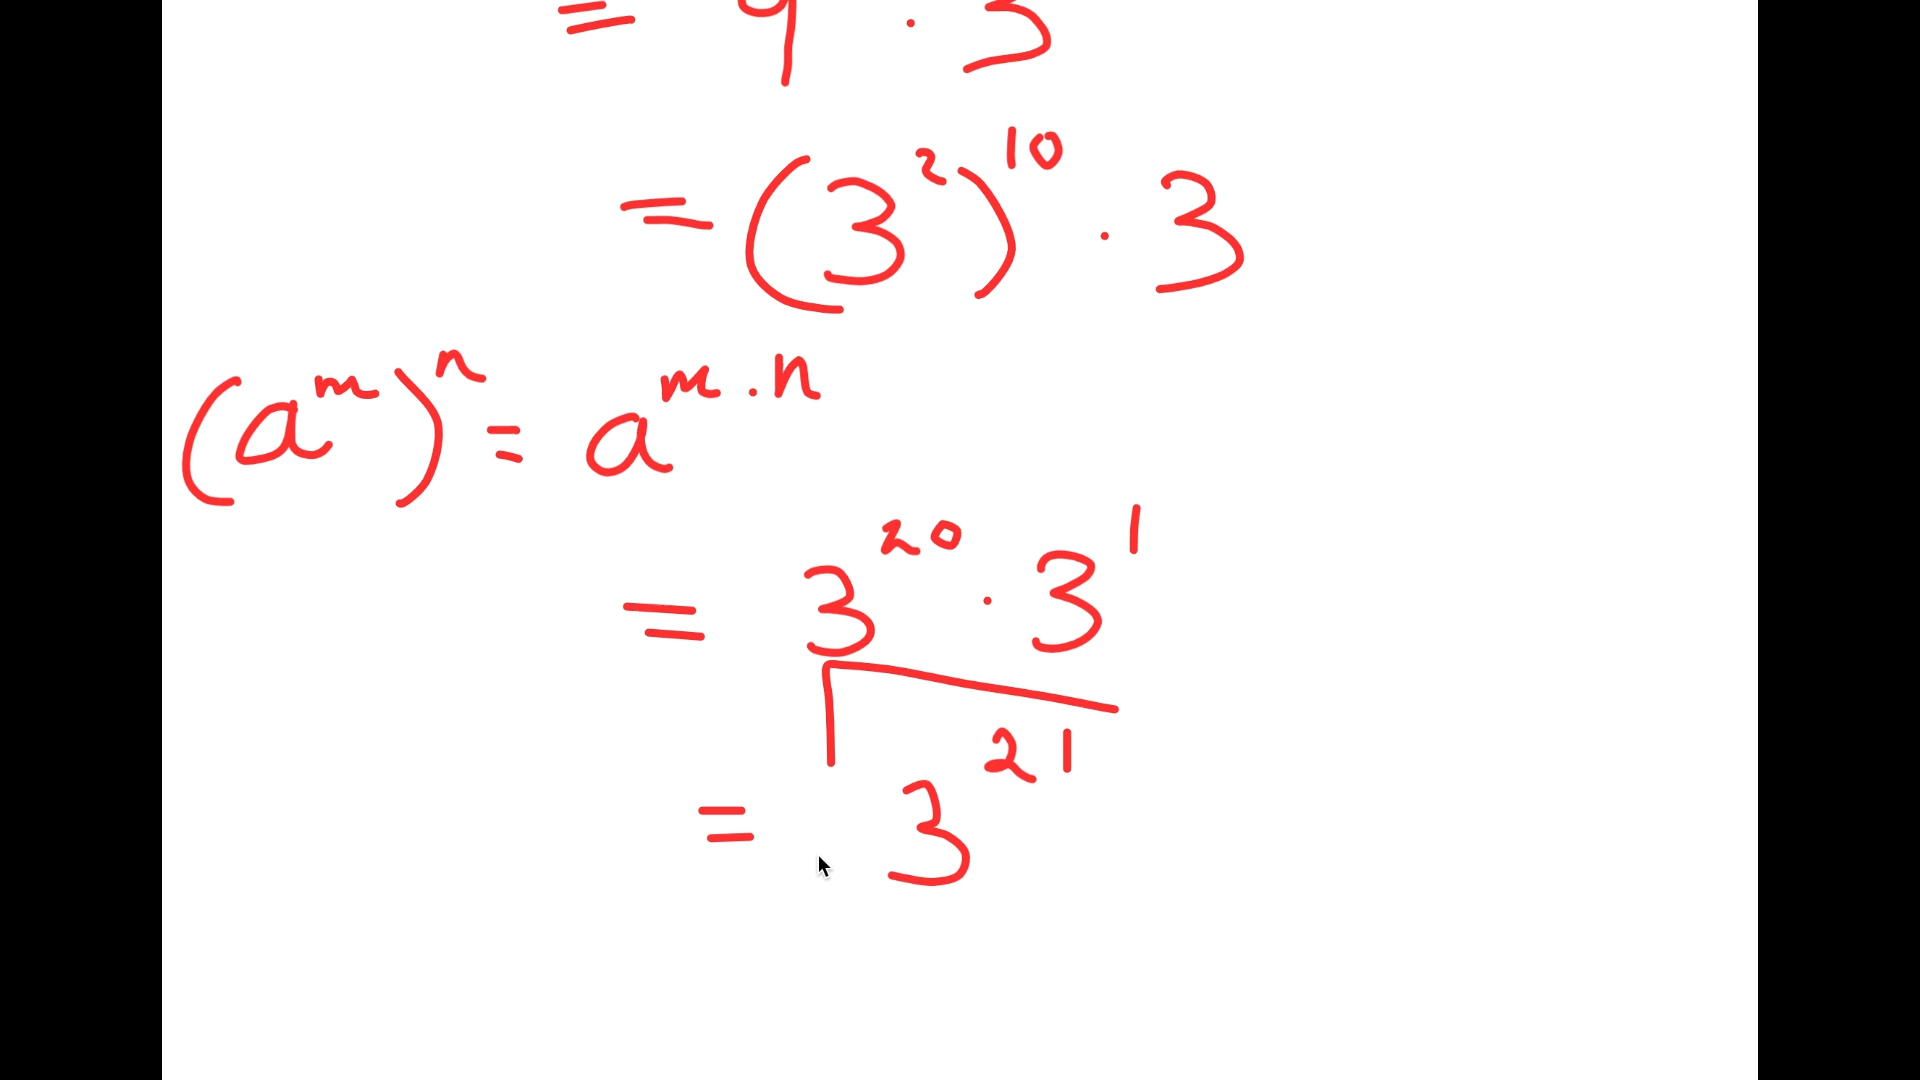 = 9 · 3
= (3²)¹⁰ · 3
(aᵐ)ⁿ = aᵐ·ⁿ
= 3²⁰ · 3¹
= 3²¹